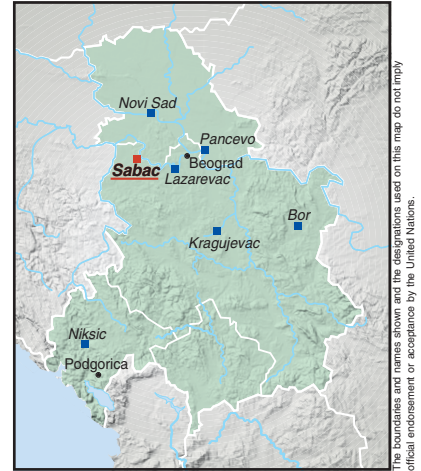 Novi Sad
Pancevo
Beograd
Sabac
Lazarevac
Bor
Kragujevac
Niksic
Podgorica
The boundaries and names shown and the designations used on this map do not imply
official endorsement or acceptance by the United Nations.